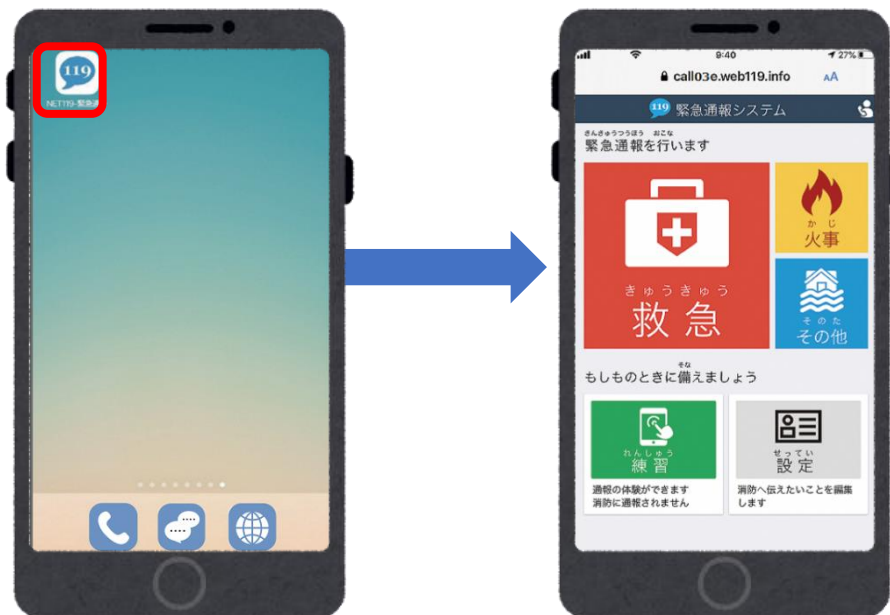 119
NET119-緊急通
9:40
27%
call03e.web119.info
AA
119 緊急通報システム
きんきゅうつうほう おこな
緊急通報を行います
きゅうきゅう
救急
かじ
火事
そのた
その他
そな
もしものときに備えましょう
れんしゅう
練習
通報の体験ができます
消防に通報されません
せってい
設定
消防へ伝えたいことを編集
します